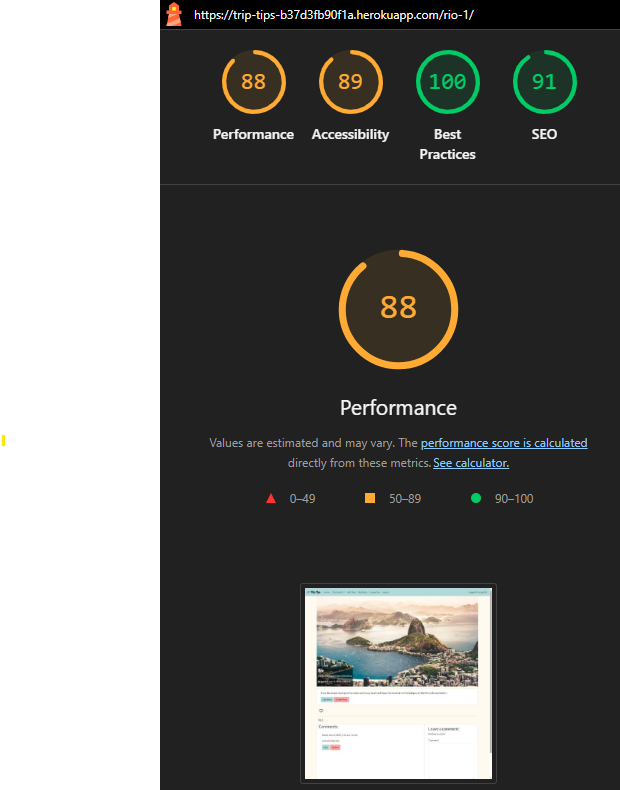 https://trip-tips-b37d3fb90f1a.herokuapp.com/rio-1/
88 89 100 91
Performance Accessibility Best Practices SEO
88
Performance
Values are estimated and may vary. The performance score is calculated
directly from these metrics. See calculator.
0–49 50–89 90–100
Comments:
Leave a comment: